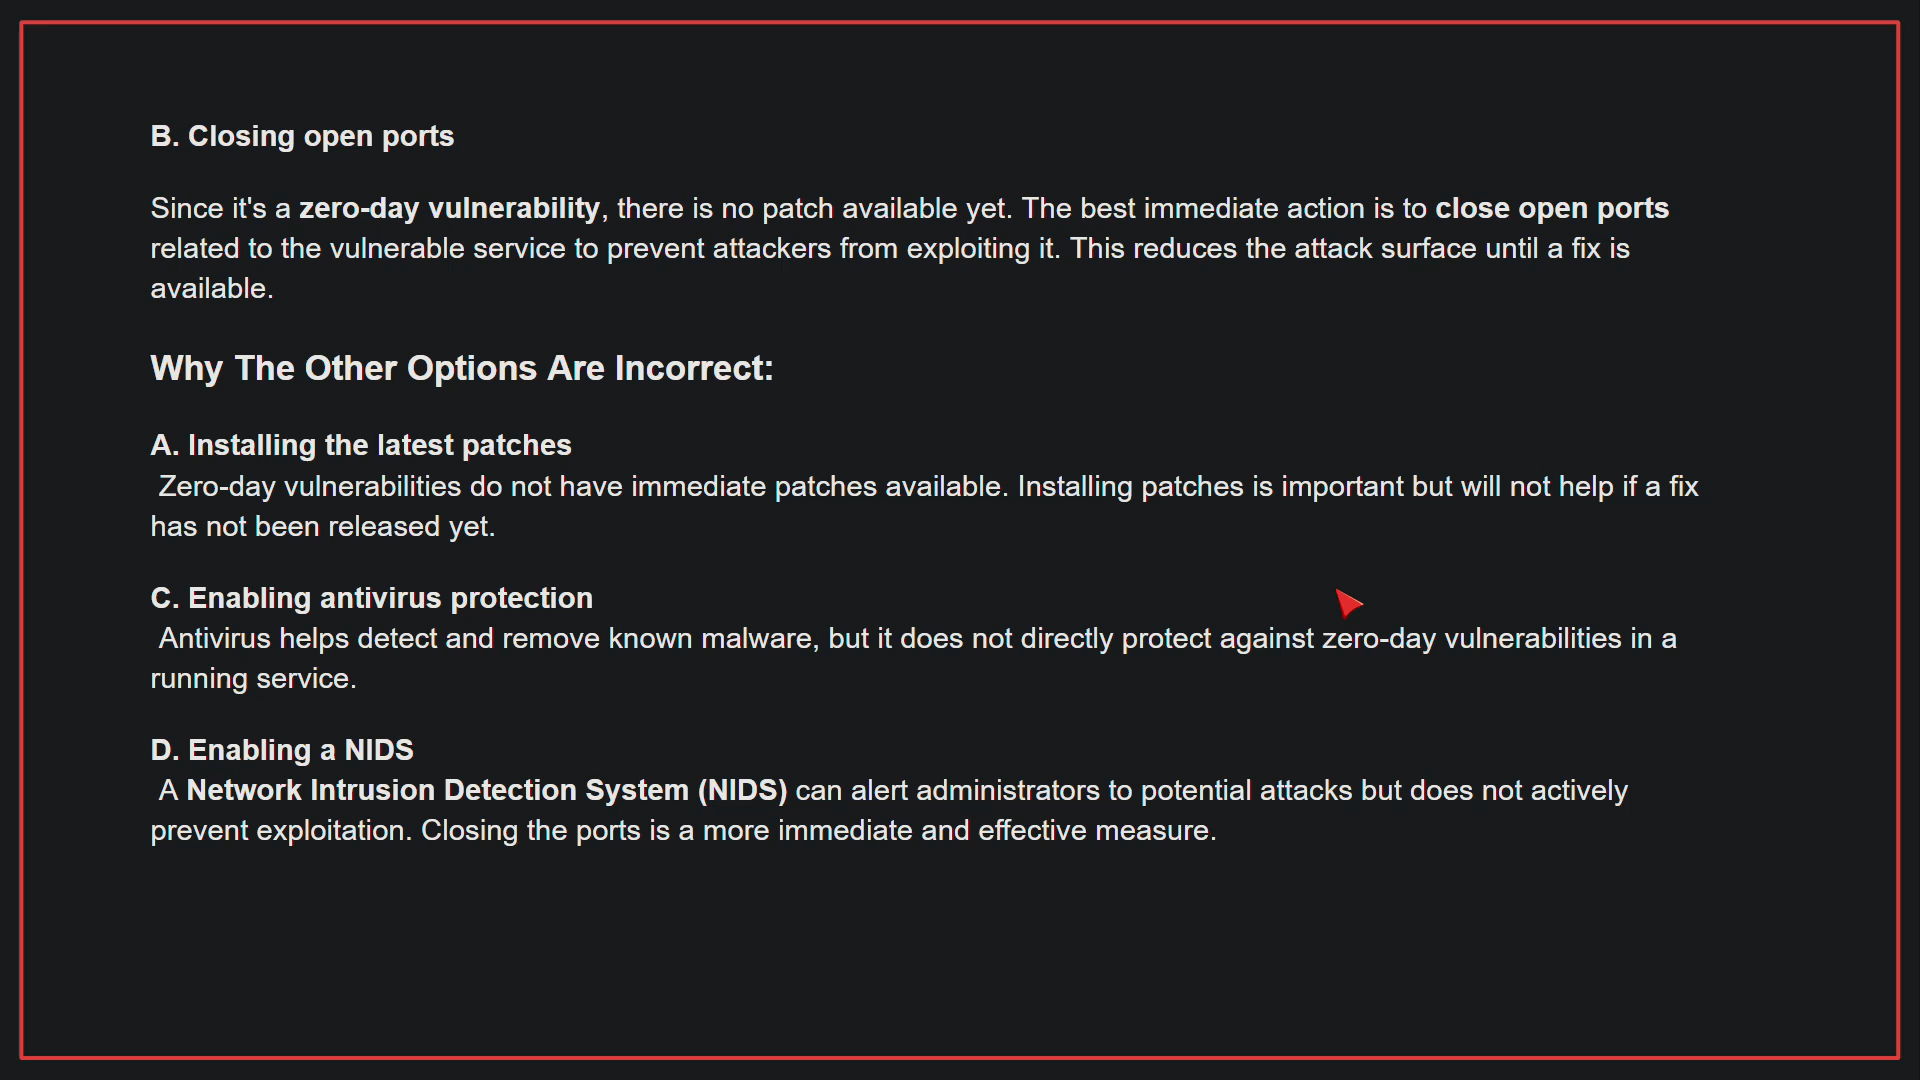 B. Closing open ports
Since it's a zero-day vulnerability, there is no patch available yet. The best immediate action is to close open ports
related to the vulnerable service to prevent attackers from exploiting it. This reduces the attack surface until a fix is
available.
Why The Other Options Are Incorrect:
A. Installing the latest patches
Zero-day vulnerabilities do not have immediate patches available. Installing patches is important but will not help if a fix
has not been released yet.
C. Enabling antivirus protection
Antivirus helps detect and remove known malware, but it does not directly protect against zero-day vulnerabilities in a
running service.
D. Enabling a NIDS
A Network Intrusion Detection System (NIDS) can alert administrators to potential attacks but does not actively
prevent exploitation. Closing the ports is a more immediate and effective measure.